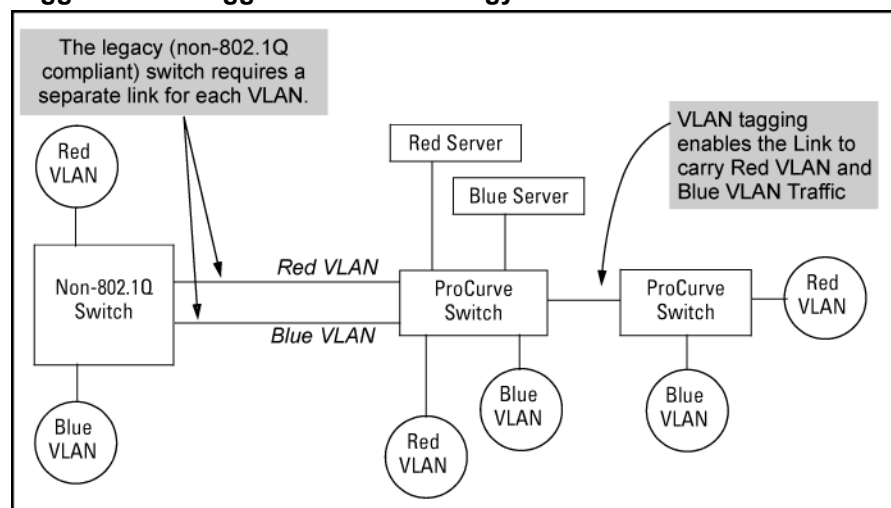 The legacy (non-802.1Q
compliant) switch requires a
separate link for each VLAN.
Red Server
Blue Server
VLAN tagging
enables the Link to
carry Red VLAN and
Blue VLAN Traffic
Red
VLAN
Non-802.1Q
Switch
Red VLAN
Blue VLAN
ProCurve
Switch
ProCurve
Switch
Red
VLAN
Blue
VLAN
Red
VLAN
Blue
VLAN
Blue
VLAN